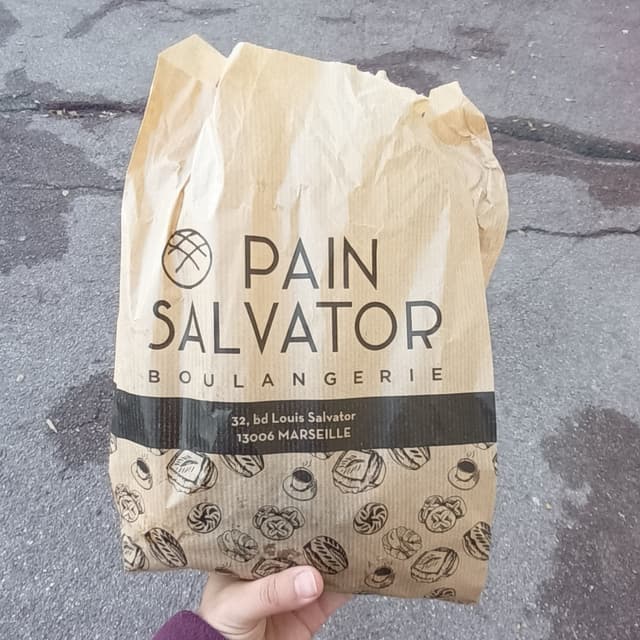 PAIN
SALVATOR
BOULANGERIE
32, bd Louis Salvator
13006 MARSEILLE